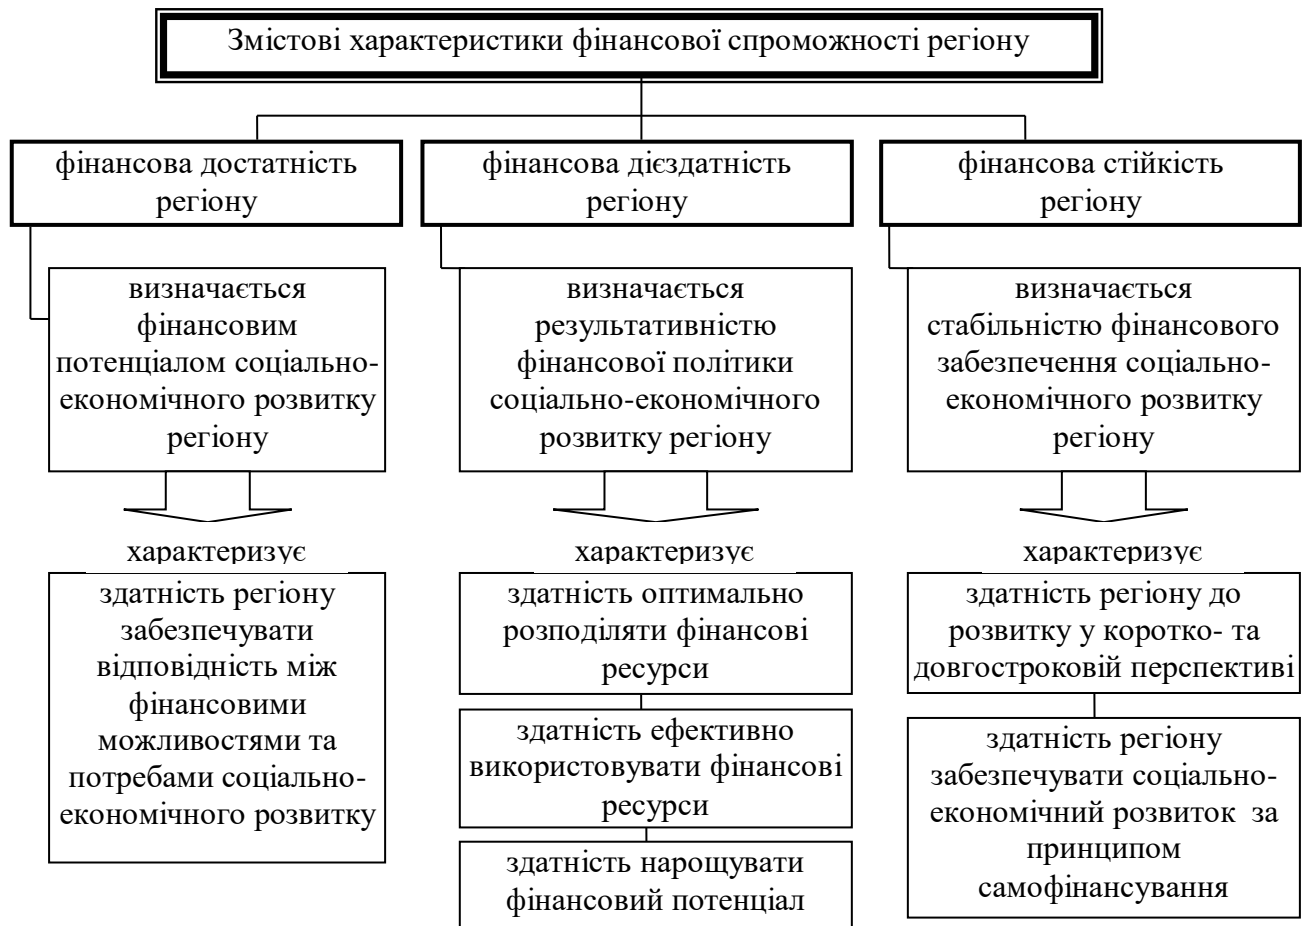 Змістові характеристики фінансової спроможності регіону
фінансова достатність
регіону
визначається
фінансовим
потенціалом соціально-
економічного розвитку
регіону
характеризує
здатність регіону
забезпечувати
відповідність між
фінансовими
можливостями та
потребами соціально-
економічного розвитку
фінансова дієздатність
регіону
визначається
результативністю
фінансової політики
соціально-економічного
розвитку регіону
характеризує
здатність оптимально
розподіляти фінансові
ресурси
здатність ефективно
використовувати фінансові
ресурси
здатність нарощувати
фінансовий потенціал
фінансова стійкість
регіону
визначається
стабільністю фінансового
забезпечення соціально-
економічного розвитку
регіону
характеризує
здатність регіону до
розвитку у коротко- та
довгостроковій перспективі
здатність регіону
забезпечувати соціально-
економічний розвиток за
принципом
самофінансування